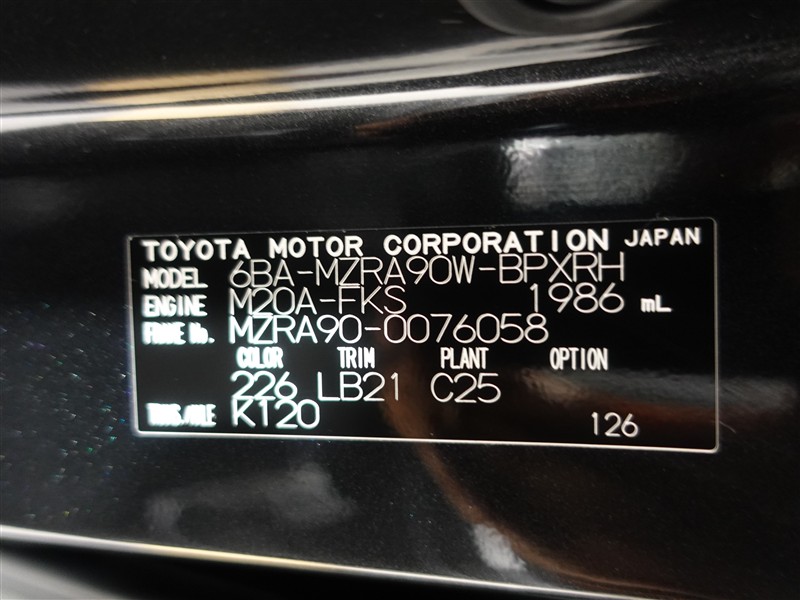 TOYOTA MOTOR CORPORATION JAPAN
MODEL 6BA-MZRA90W-BPXRH
ENGINE M20A-FKS 1986 mL
FRAME No. MZRA90-0076058
COLOR TRIM PLANT OPTION
226 LB21 C25
TRANS/AXLE K120
126